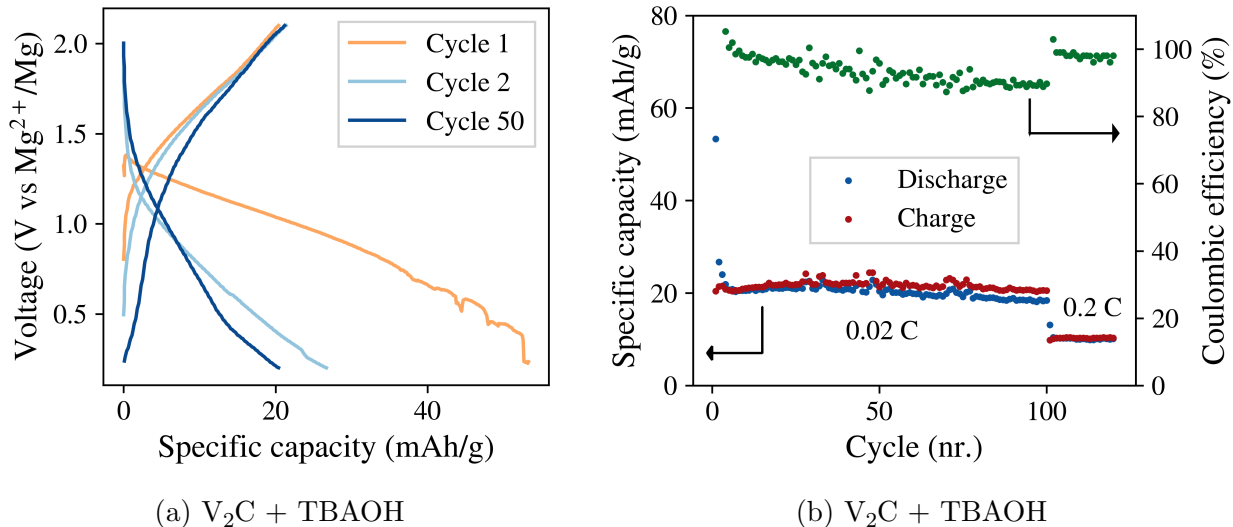 Voltage (V vs Mg²⁺/Mg)
2.0
1.5
1.0
0.5
Cycle 1
Cycle 2
Cycle 50
0
20
40
Specific capacity (mAh/g)
(a) V₂C + TBAOH
Specific capacity (mAh/g)
80
60
40
20
0
Discharge
Charge
0.02 C
0.2 C
100
80
60
40
20
0
Coulombic efficiency (%)
0
50
100
Cycle (nr.)
(b) V₂C + TBAOH